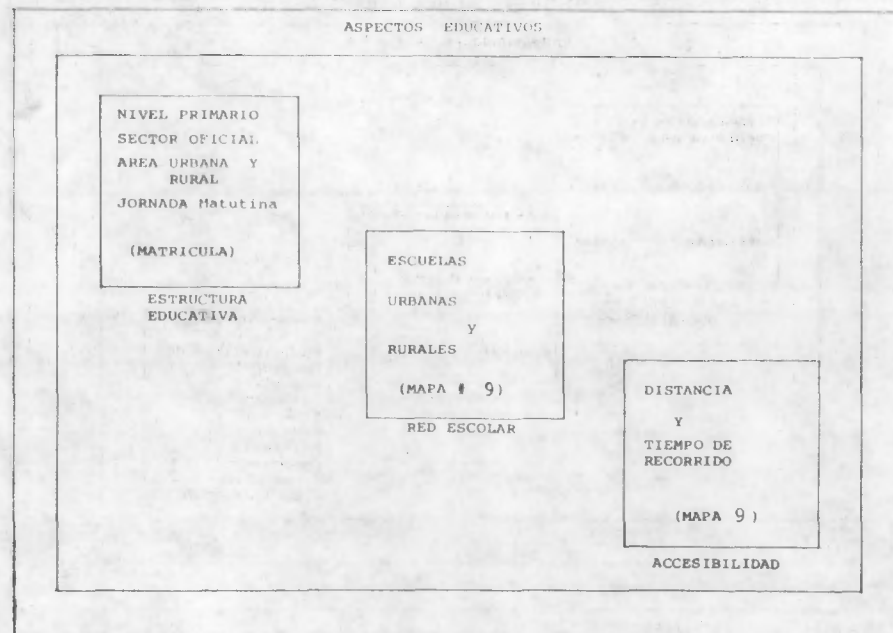 ASPECTOS EDUCATIVOS
NIVEL PRIMARIO
SECTOR OFICIAL
AREA URBANA Y
RURAL
JORNADA Matutina
(MATRICULA)
ESTRUCTURA
EDUCATIVA
ESCUELAS
URBANAS
Y
RURALES
(MAPA # 9)
RED ESCOLAR
DISTANCIA
Y
TIEMPO DE
RECORRIDO
(MAPA 9)
ACCESIBILIDAD